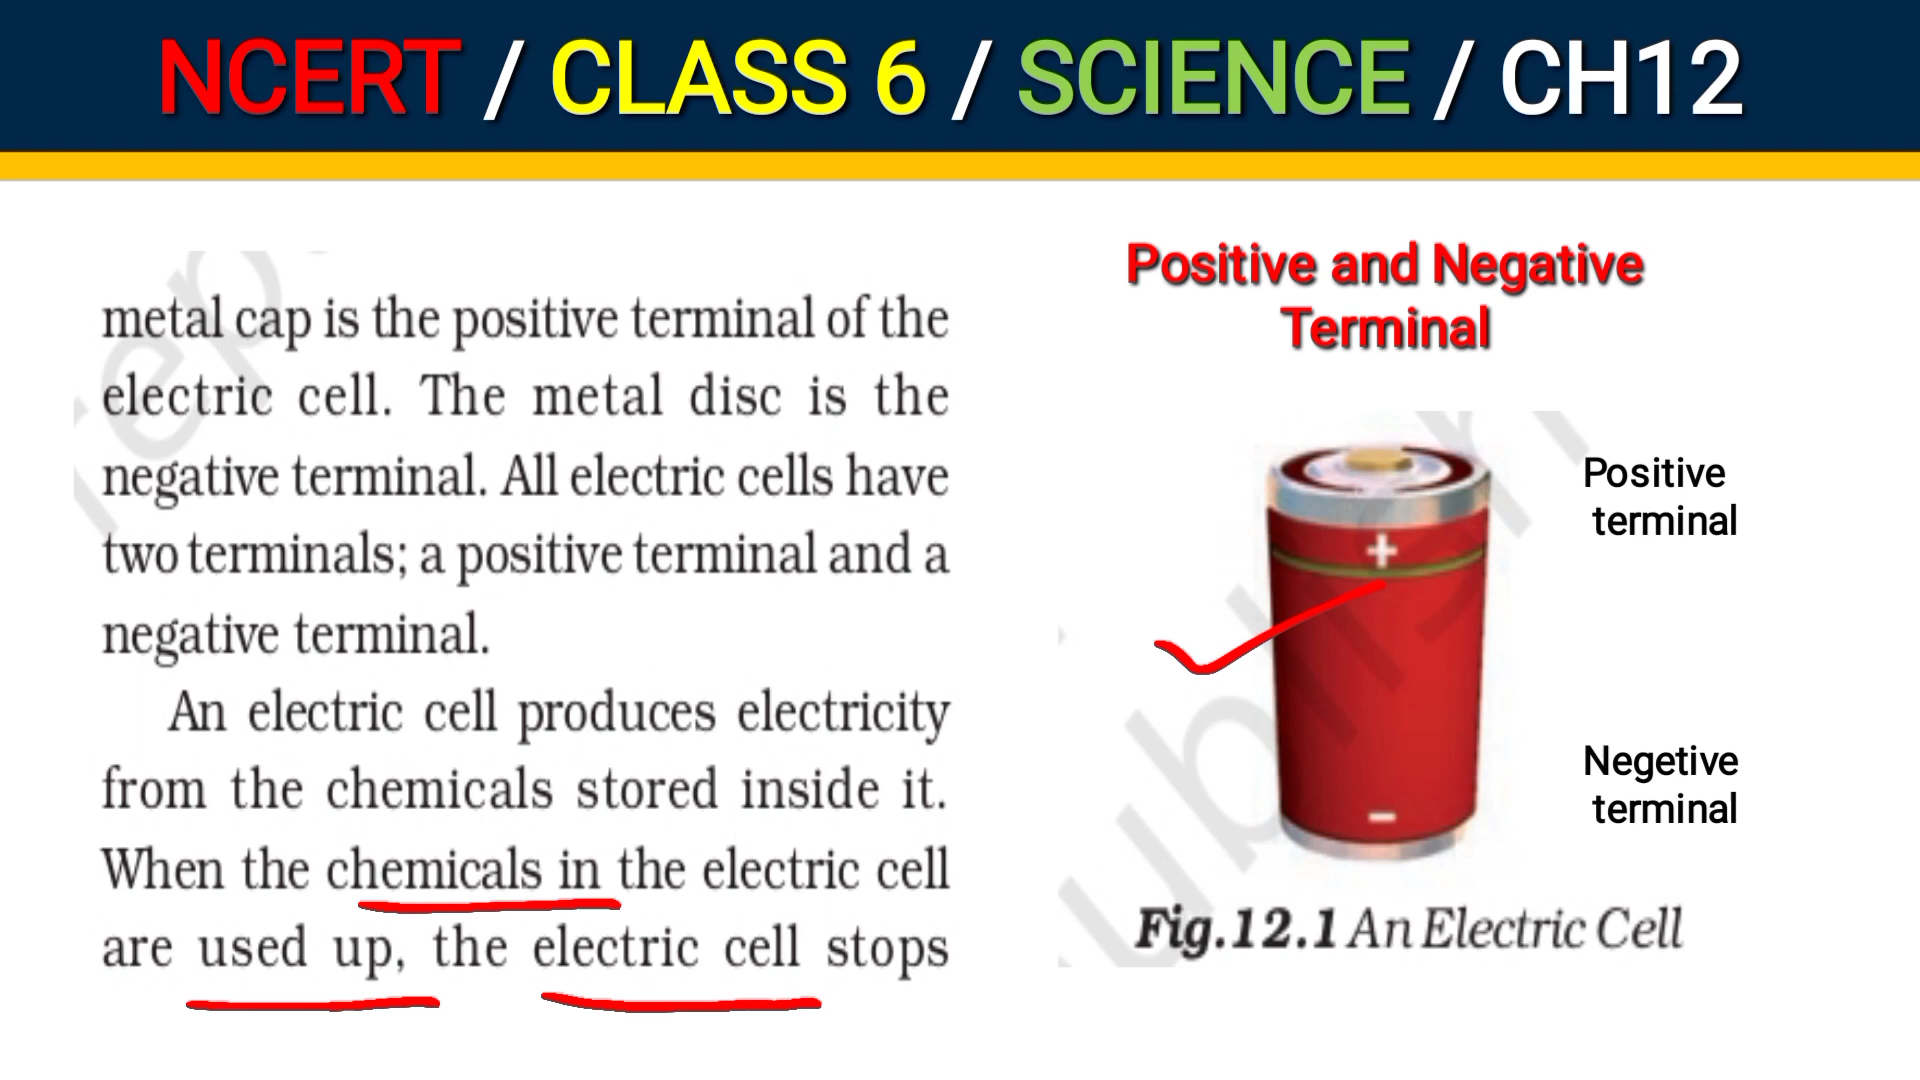 NCERT / CLASS 6 / SCIENCE / CH12
metal cap is the positive terminal of the
electric cell. The metal disc is the
negative terminal. All electric cells have
two terminals; a positive terminal and a
negative terminal.
An electric cell produces electricity
from the chemicals stored inside it.
When the chemicals in the electric cell
are used up, the electric cell stops
Positive and Negative
Terminal
Positive
terminal
+
Negetive
terminal
-
Fig.12.1 An Electric Cell